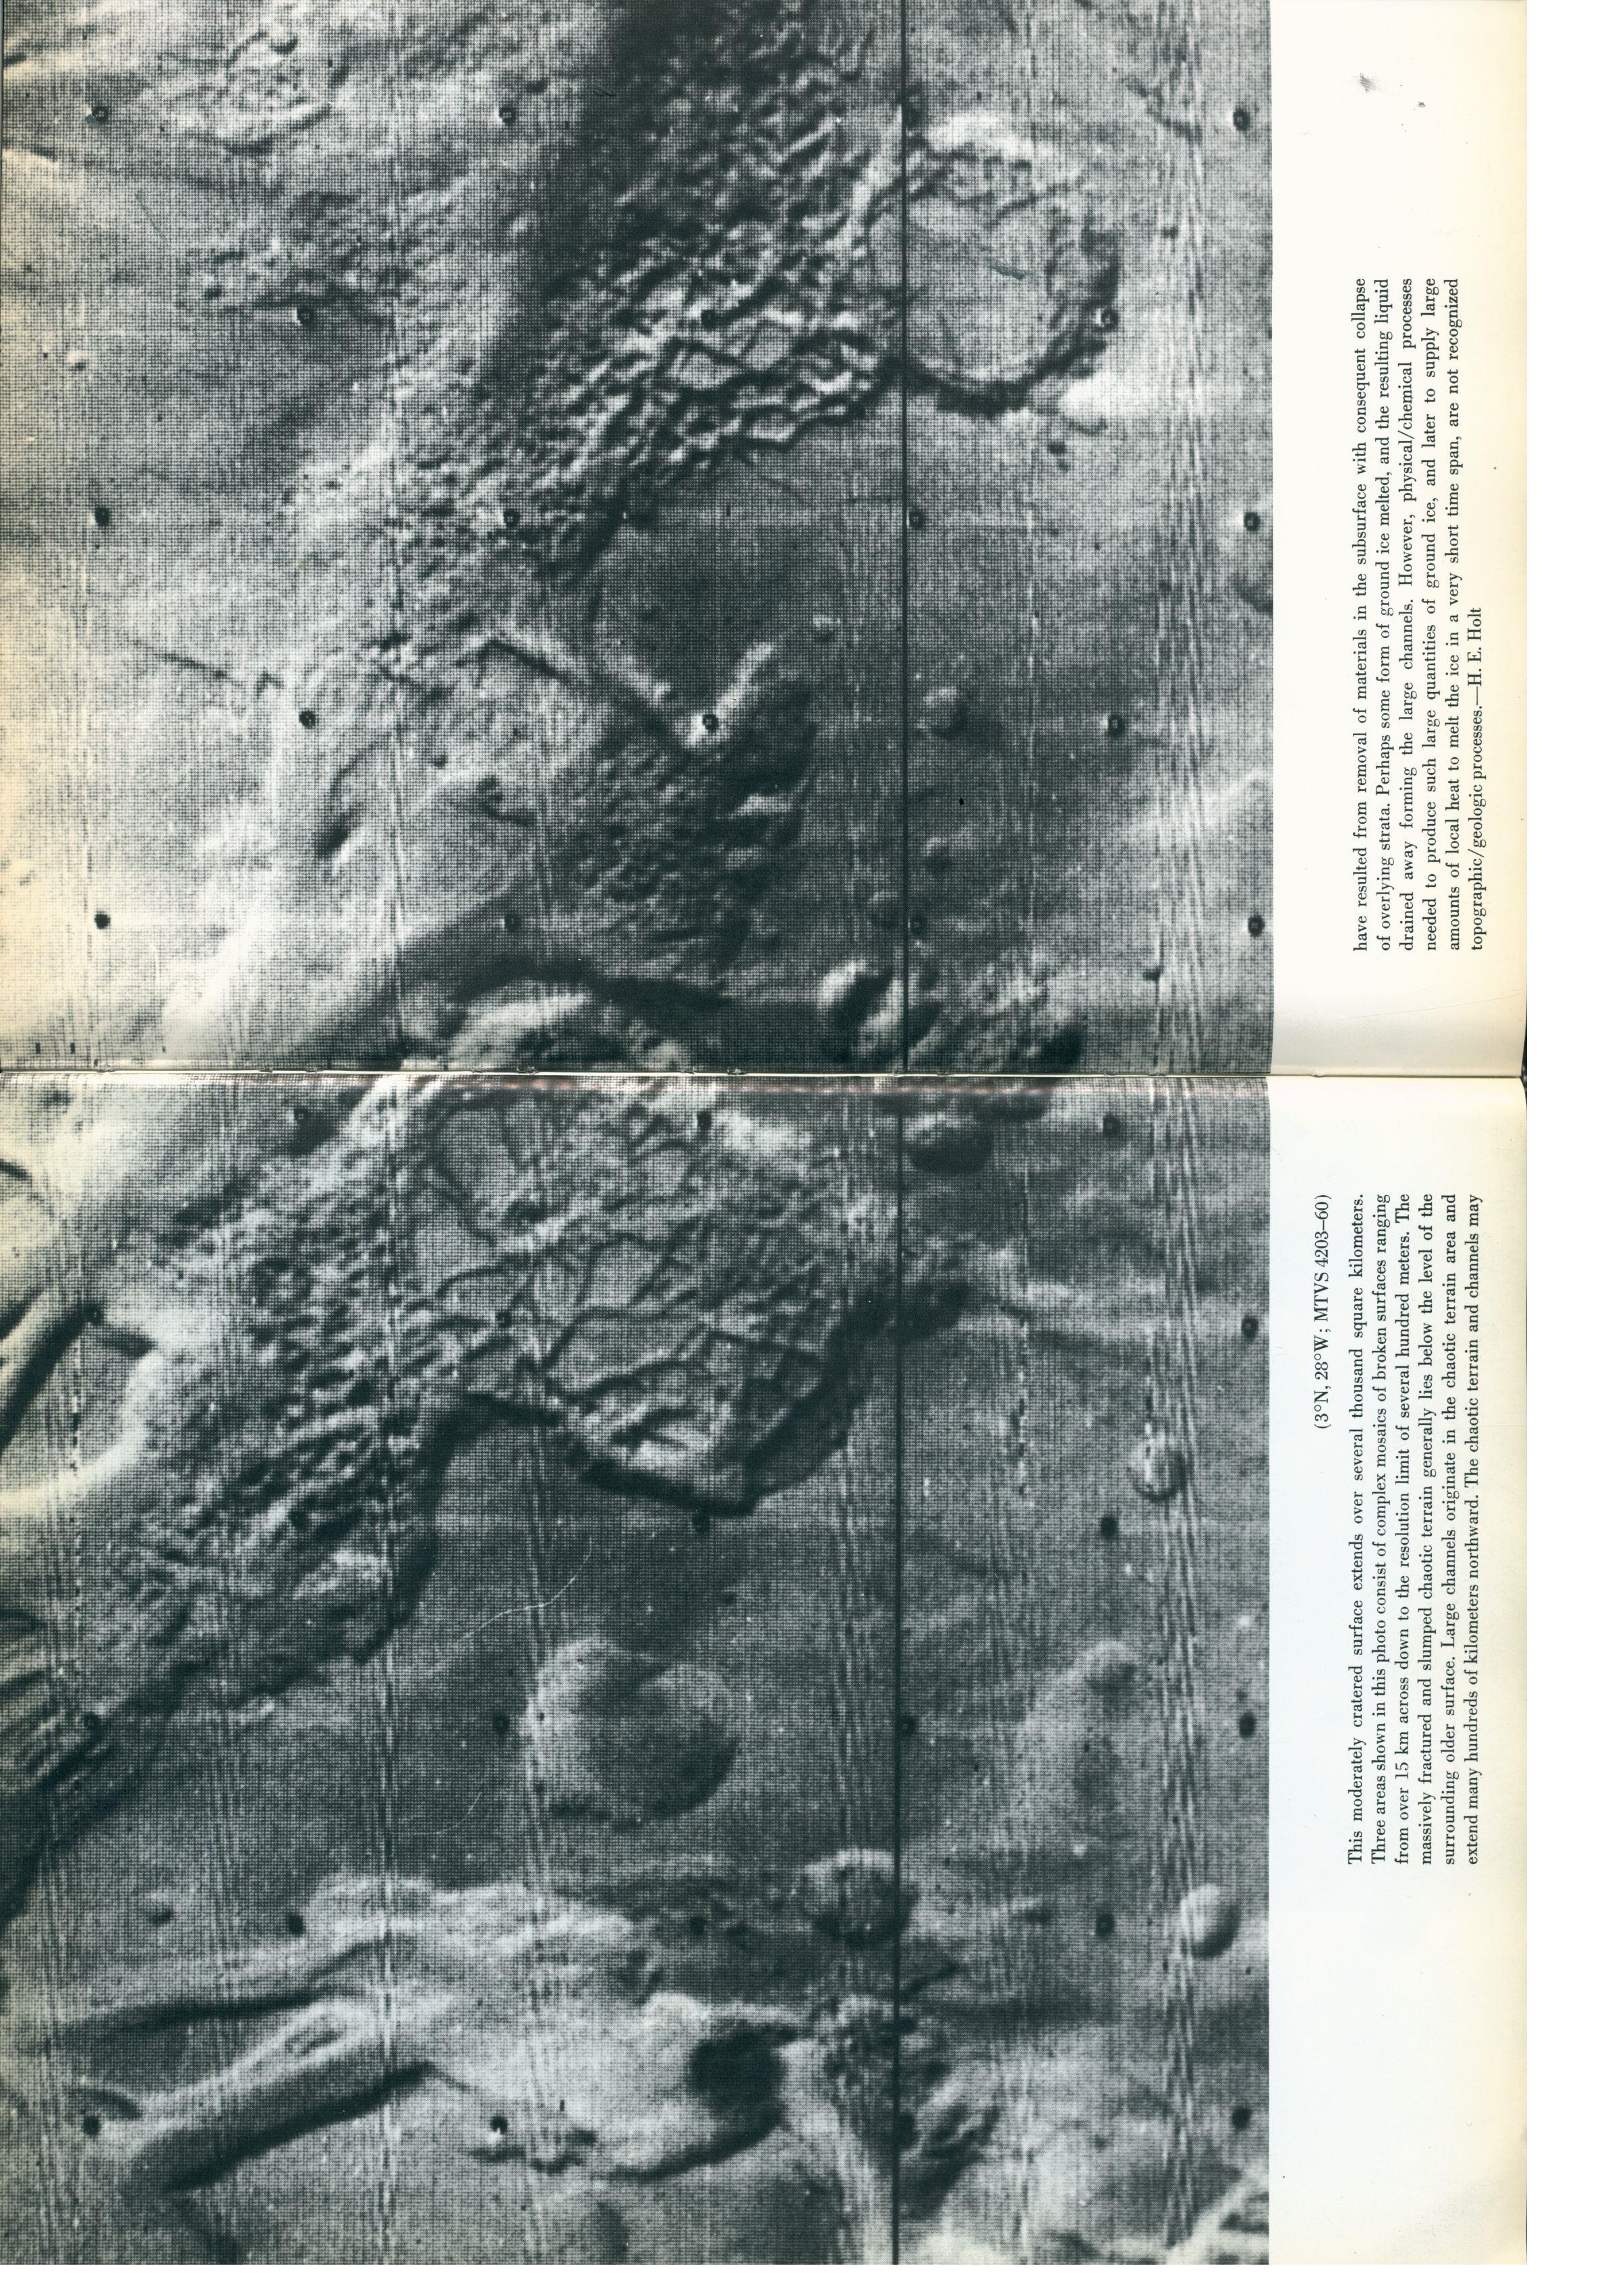 This moderately cratered surface extends over several thousand square kilometers.
Three areas shown in this photo consist of complex mosaics of broken surfaces ranging
from over 15 km across down to the resolution limit of several hundred meters. The
massively fractured and slumped chaotic terrain generally lies below the level of the
surrounding older surface. Large channels originate in the chaotic terrain area and
extend many hundreds of kilometers northward. The chaotic terrain and channels may
(3°N, 28°W; MTVS 4203–60)
have resulted from removal of materials in the subsurface with consequent collapse
of overlying strata. Perhaps some form of ground ice melted, and the resulting liquid
drained away forming the large channels. However, physical/chemical processes
needed to produce such large quantities of ground ice, and later to supply large
amounts of local heat to melt the ice in a very short time span, are not recognized
topographic/geologic processes.—H. E. Holt